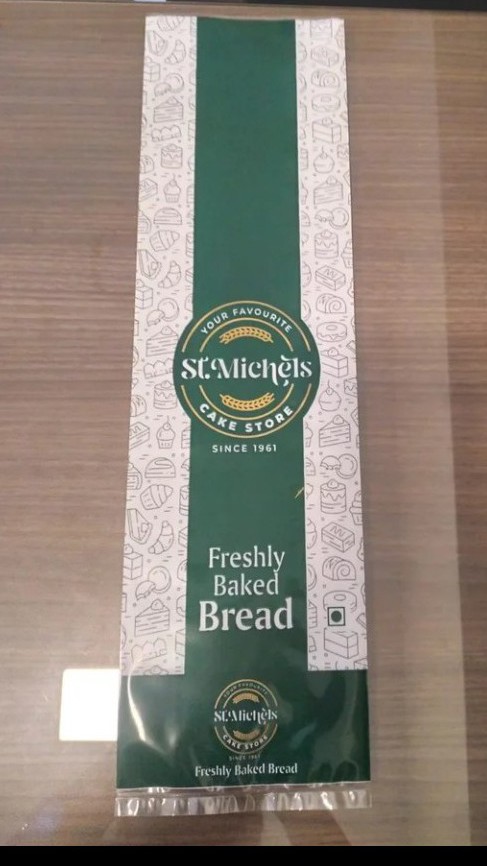 YOUR FAVOURITE
St.Michels
CAKE STORE
SINCE 1961
Freshly
Baked
Bread
YOUR FAVOURITE
St.Michels
CAKE STORE
SINCE 1961
Freshly Baked Bread